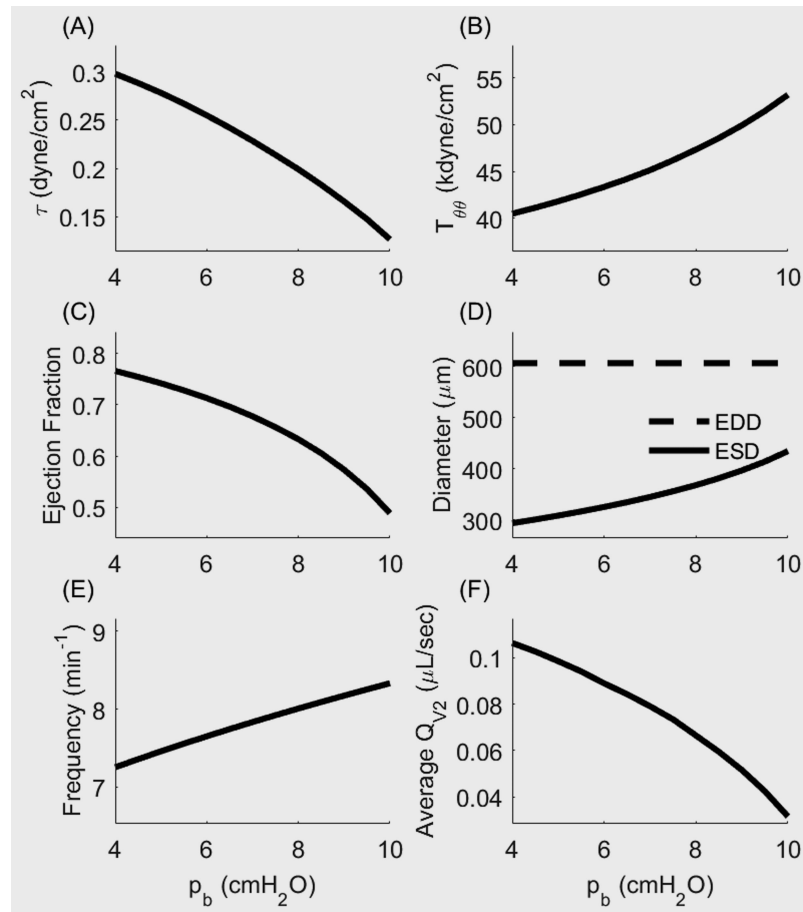 (A)
τ (dyne/cm²)
0.3
0.25
0.2
0.15
4 6 8 10
(B)
T_θθ (kdyne/cm²)
55
50
45
40
4 6 8 10
(C)
Ejection Fraction
0.8
0.7
0.6
0.5
4 6 8 10
(D)
Diameter (μm)
600
500
400
300
EDD
ESD
4 6 8 10
(E)
Frequency (min⁻¹)
9
8
7
4 6 8 10
p_b (cmH₂O)
(F)
Average Q_V2 (μL/sec)
0.1
0.08
0.06
0.04
4 6 8 10
p_b (cmH₂O)